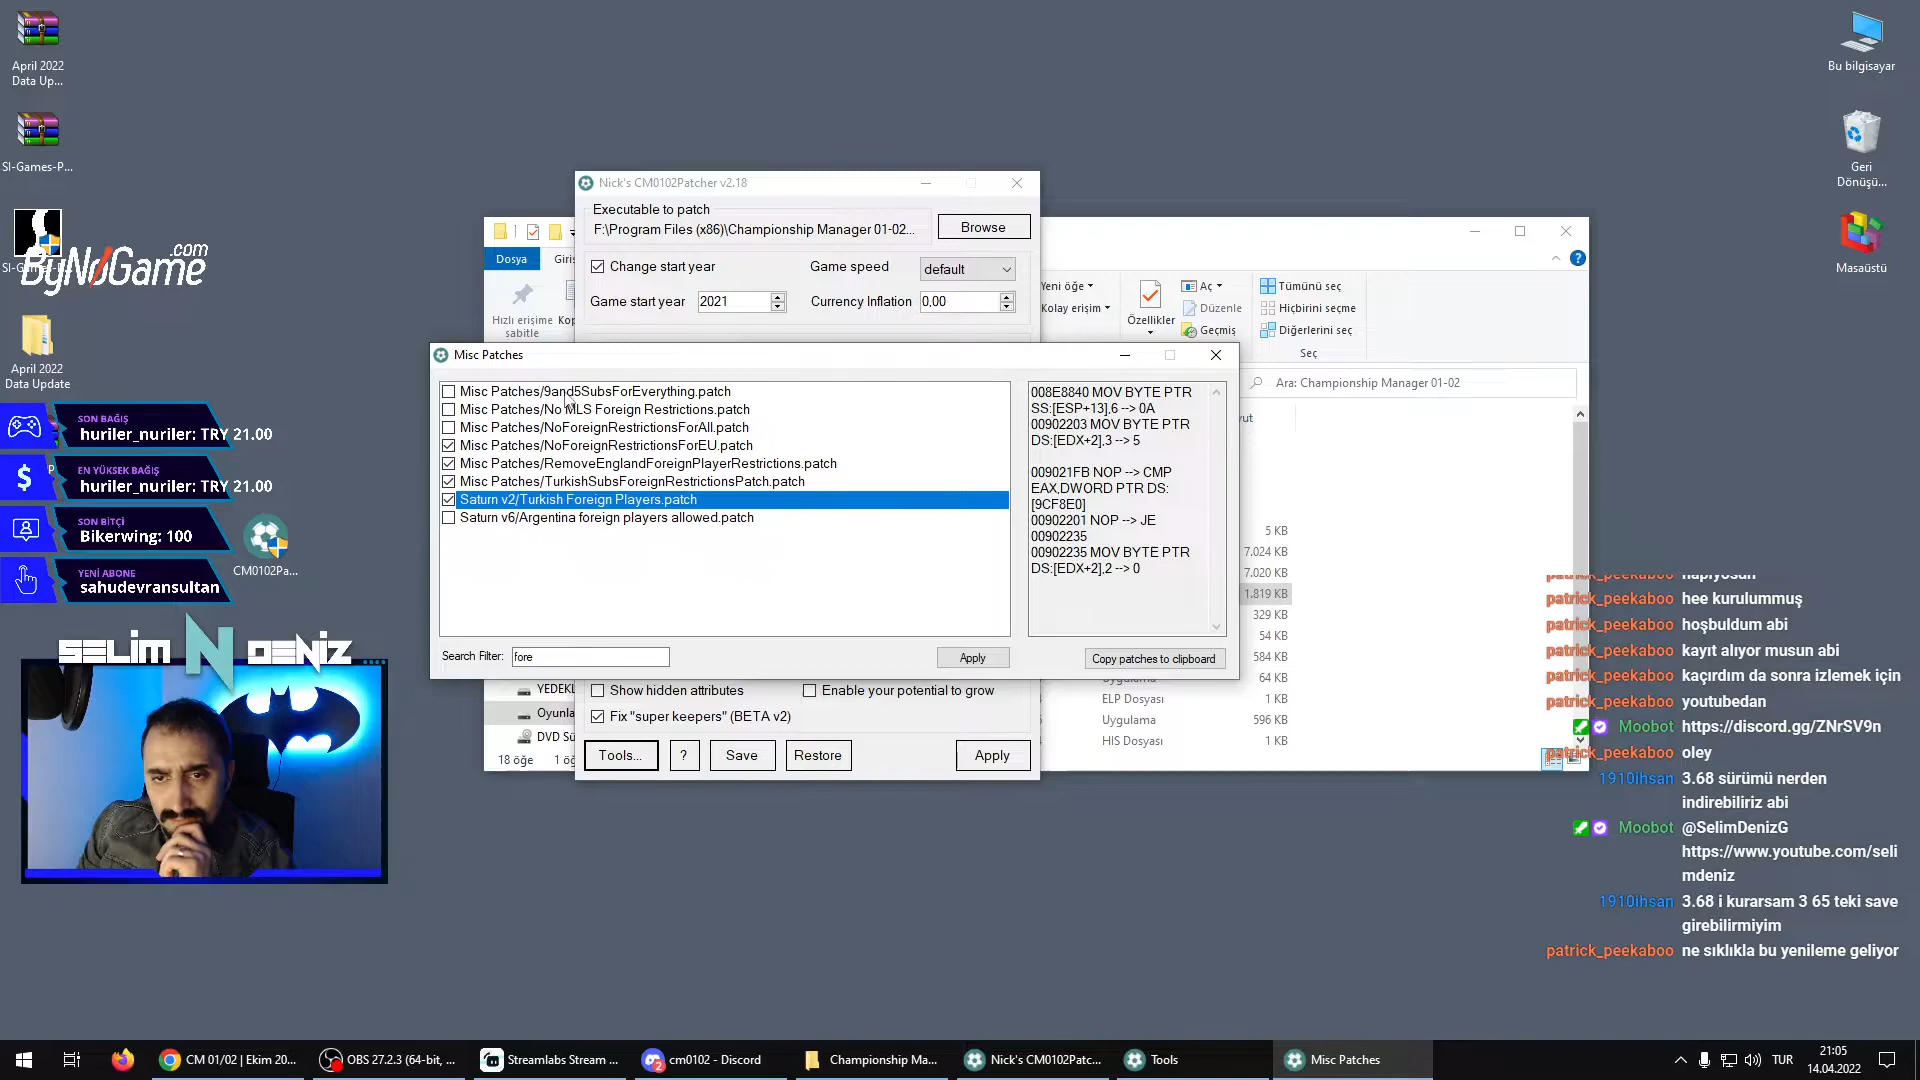 April 2022
Data Up...
SI-Games-P...
ByNoGame
.com
April 2022
Data Update
SON BAĞIŞ
huriler_nuriler: TRY 21.00
EN YÜKSEK BAĞIŞ
huriler_nuriler: TRY 21.00
SON BİTÇİ
Bikerwing: 100
YENİ ABONE
sahudevransultan
CM0102Pa...
SELİM N DENİZ
Bu bilgisayar
Geri
Dönüşü...
Masaüstü
Nick's CM0102Patcher v2.18
Executable to patch
F:\Program Files (x86)\Championship Manager 01-02...
Browse
Change start year
Game speed
default
Game start year
2021
Currency Inflation
0,00
Dosya
Giriş
Hızlı erişime
sabitle
Kop
Yeni öğe
Kolay erişim
Özellikler
Aç
Düzenle
Geçmiş
Tümünü seç
Hiçbirini seçme
Diğerlerini seç
Seç
Ara: Championship Manager 01-02
Misc Patches
Misc Patches/9and5SubsForEverything.patch
Misc Patches/No MLS Foreign Restrictions.patch
Misc Patches/NoForeignRestrictionsForAll.patch
Misc Patches/NoForeignRestrictionsForEU.patch
Misc Patches/RemoveEnglandForeignPlayerRestrictions.patch
Misc Patches/TurkishSubsForeignRestrictionsPatch.patch
Saturn v2/Turkish Foreign Players.patch
Saturn v6/Argentina foreign players allowed.patch
008E8840 MOV BYTE PTR
SS:[ESP+13],6 --> 0A
00902203 MOV BYTE PTR
DS:[EDX+2],3 --> 5
009021FB NOP --> CMP
EAX,DWORD PTR DS:
[9CF8E0]
00902201 NOP --> JE
00902235
00902235 MOV BYTE PTR
DS:[EDX+2],2 --> 0
Search Filter:
fore
Apply
Copy patches to clipboard
5 KB
7.024 KB
7.020 KB
1.819 KB
329 KB
54 KB
584 KB
64 KB
ELP Dosyası
1 KB
Uygulama
596 KB
HIS Dosyası
1 KB
YEDEKL
Oyunla
DVD Sü
18 öğe
1 öğ
Show hidden attributes
Enable your potential to grow
Fix "super keepers" (BETA v2)
Tools...
?
Save
Restore
Apply
patrick_peekaboo hee kurulummuş
patrick_peekaboo hoşbuldum abi
patrick_peekaboo kayıt alıyor musun abi
patrick_peekaboo kaçırdım da sonra izlemek için
patrick_peekaboo youtubedan
Moobot https://discord.gg/ZNrSV9n
patrick_peekaboo oley
1910ihsan 3.68 sürümü nerden
indirebiliriz abi
Moobot @SelimDenizG
https://www.youtube.com/seli
mdeniz
1910ihsan 3.68 i kurarsam 3 65 teki save
girebilirmiyim
patrick_peekaboo ne sıklıkla bu yenileme geliyor
CM 01/02 | Ekim 20...
OBS 27.2.3 (64-bit, ...
Streamlabs Stream ...
cm0102 - Discord
Championship Ma...
Nick's CM0102Patc...
Tools
Misc Patches
TUR
21:05
14.04.2022